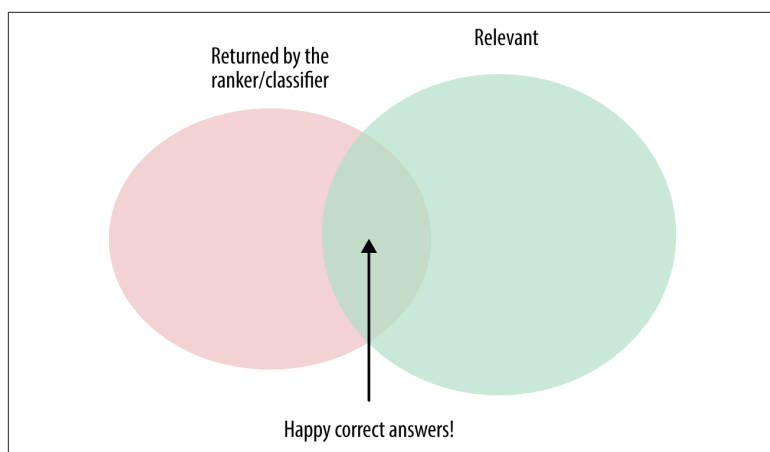 Returned by the
ranker/classifier
Relevant
Happy correct answers!